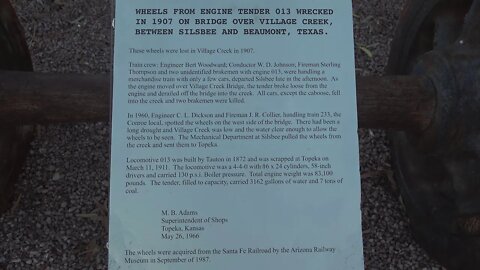 WHEELS FROM ENGINE TENDER 013 WRECKED
IN 1907 ON BRIDGE OVER VILLAGE CREEK,
BETWEEN SILSBEE AND BEAUMONT, TEXAS.
These wheels were lost in Village Creek in 1907.
Train crew: Engineer Bert Woodward; Conductor W. D. Johnson, Fireman Sterling
Thompson and two unidentified brakemen with engine 013, were handling a
merchandise train with only a few cars, departed Silsbee late in the afternoon. As
the engine moved over Village Creek Bridge, the tender broke loose from the
engine and derailed off the bridge into the creek. All cars, except the caboose, fell
into the creek and two brakemen were killed.
In 1960, Engineer C. L. Dickson and Fireman J. R. Collier, handling train 233, the
Conroe local, spotted the wheels on the west side of the bridge. There had been a
long drought and Village Creek was low and the water clear enough to allow the
wheels to be seen. The Mechanical Department at Silsbee pulled the wheels from
the creek and sent them to Topeka.
Locomotive 013 was built by Tauton in 1872 and was scrapped at Topeka on
March 11, 1911. The locomotive was a 4-4-0 with 16 x 24 cylinders, 58-inch
drivers and carried 130 p.s.i. Boiler pressure. Total engine weight was 83,100
pounds. The tender, filled to capacity, carried 3162 gallons of water and 7 tons of
coal.
M. B. Adams
Superintendent of Shops
Topeka, Kansas
May 26, 1966
The wheels were acquired from the Santa Fe Railroad by the Arizona Railway
Museum in September of 1987.